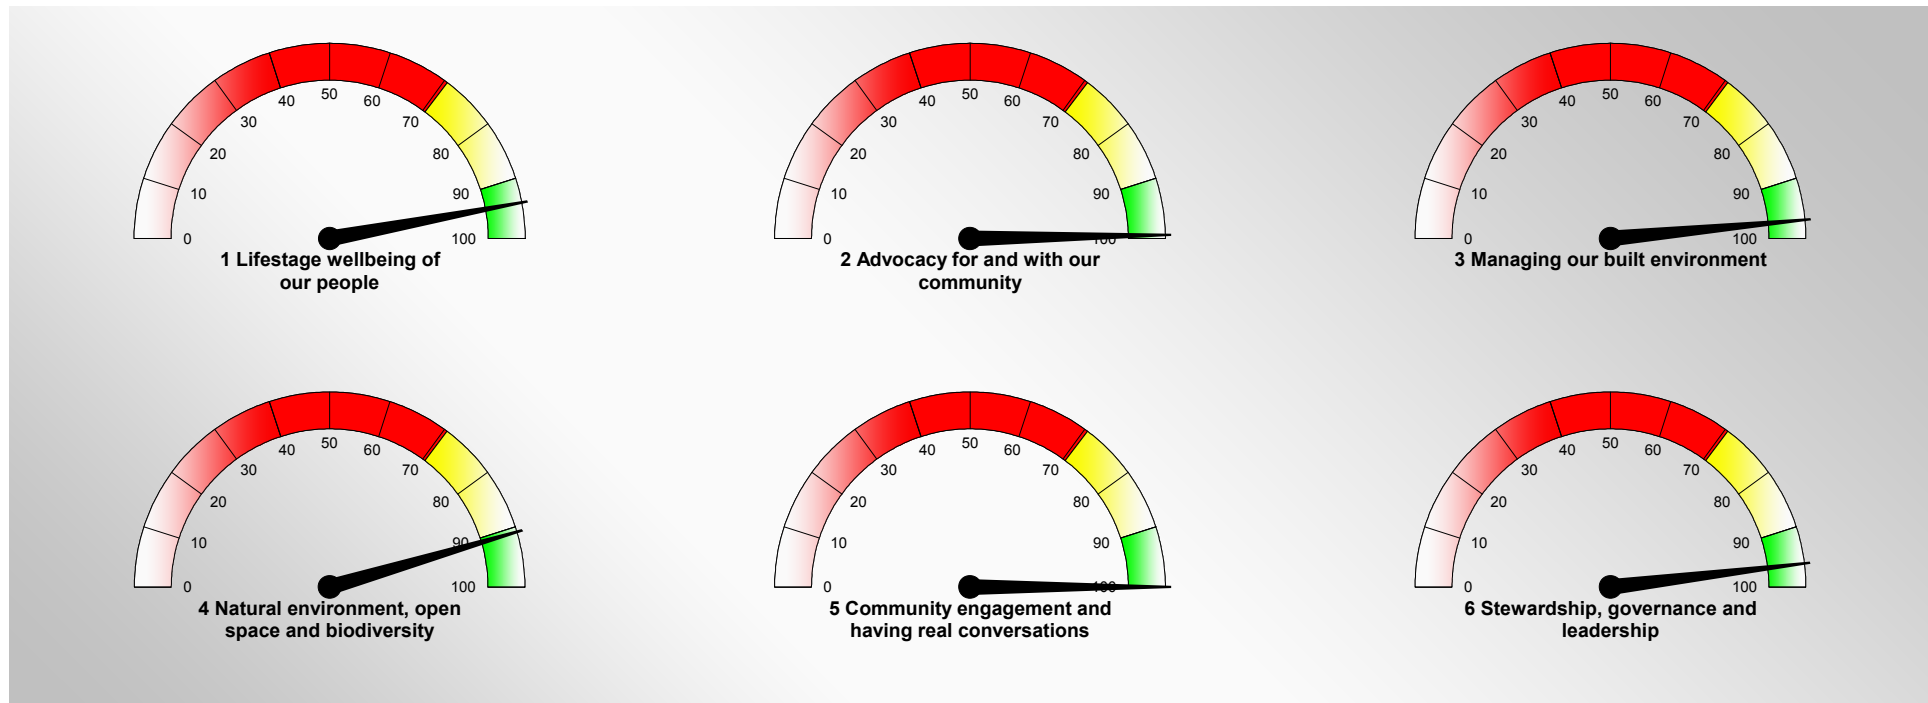 0 10 20 30 40 50 60 70 80 90 100
1 Lifestage wellbeing of
our people
0 10 20 30 40 50 60 70 80 90 100
2 Advocacy for and with our
community
0 10 20 30 40 50 60 70 80 90 100
3 Managing our built environment
0 10 20 30 40 50 60 70 80 90 100
4 Natural environment, open
space and biodiversity
0 10 20 30 40 50 60 70 80 90 100
5 Community engagement and
having real conversations
0 10 20 30 40 50 60 70 80 90 100
6 Stewardship, governance and
leadership